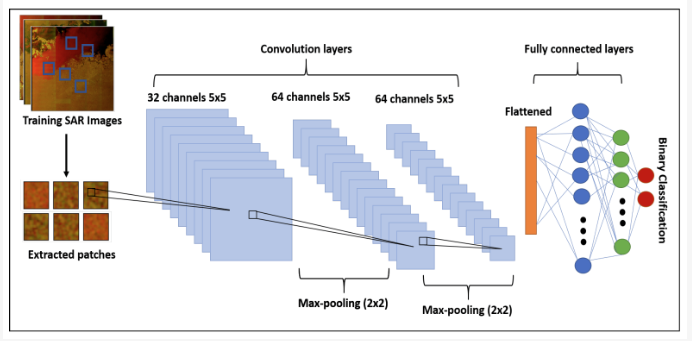 Convolution layers
Fully connected layers
32 channels 5x5
64 channels 5x5
64 channels 5x5
Flattened
Training SAR Images
Binary Classification
Extracted patches
Max-pooling (2x2)
Max-pooling (2x2)